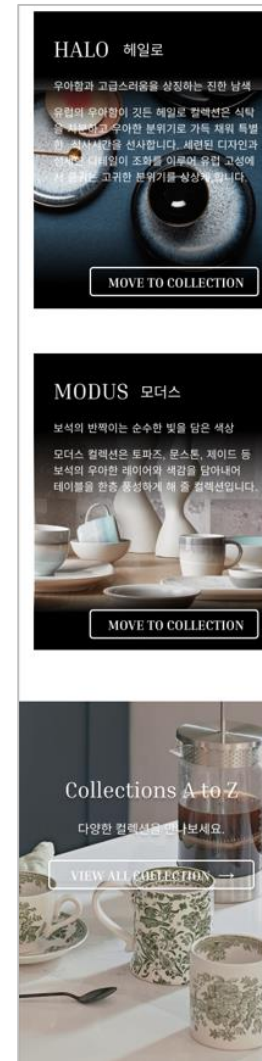 HALO 헤일로
우아함과 고급스러움을 상징하는 진한 남색
유럽의 우아함이 깃든 헤일로 컬렉션은 식탁
을 차분하고 우아한 분위기로 가득 채워 특별
한 식사시간을 선사합니다. 세련된 디자인과
섬세한 디테일이 조화를 이루어 유럽 고성에
서 즐기는 고귀한 분위기를 상상케 합니다.
MOVE TO COLLECTION
MODUS 모더스
보석의 반짝이는 순수한 빛을 담은 색상
모더스 컬렉션은 토파즈, 문스톤, 제이드 등
보석의 우아한 레이어와 색감을 담아내어
테이블을 한층 풍성하게 해 줄 컬렉션입니다.
MOVE TO COLLECTION
Collections A to Z
다양한 컬렉션을 만나보세요.
VIEW ALL COLLECTION →